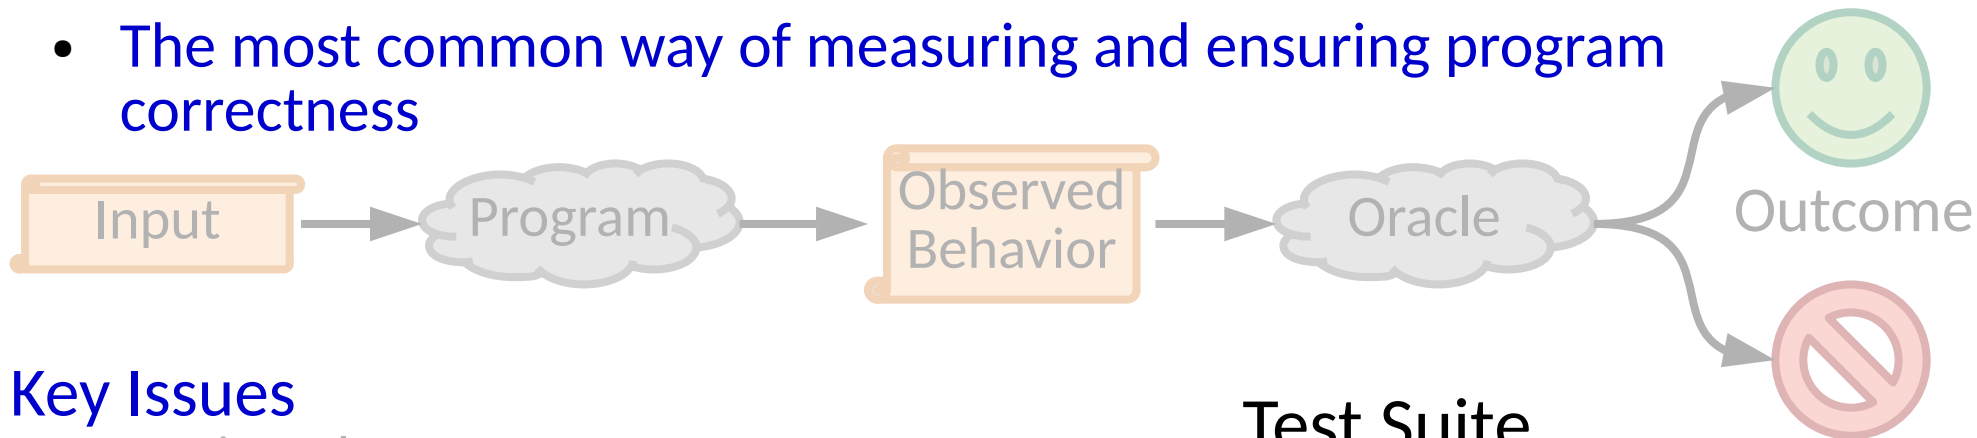 • The most common way of measuring and ensuring program
correctness
Input
Program
Observed
Behavior
Oracle
Outcome
Key Issues
Test Suite